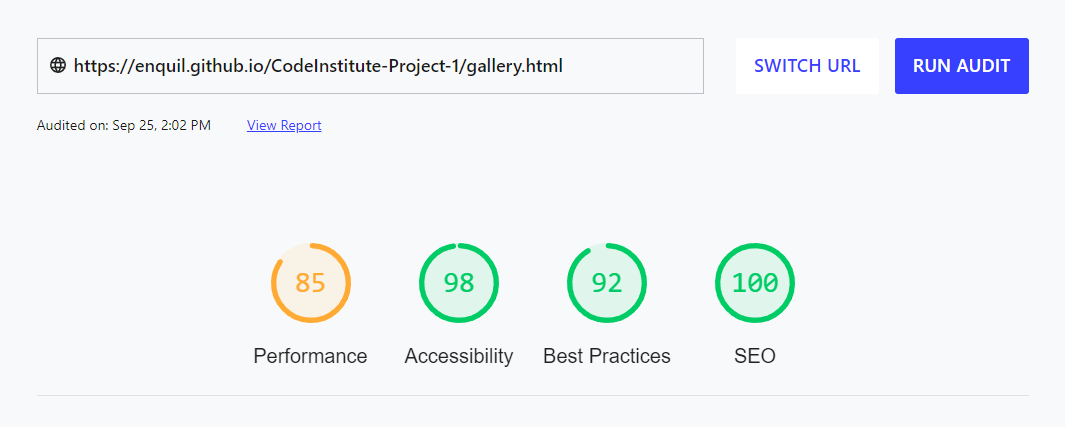 https://enquil.github.io/CodeInstitute-Project-1/gallery.html SWITCH URL RUN AUDIT
Audited on: Sep 25, 2:02 PM View Report
85 98 92 100
Performance Accessibility Best Practices SEO